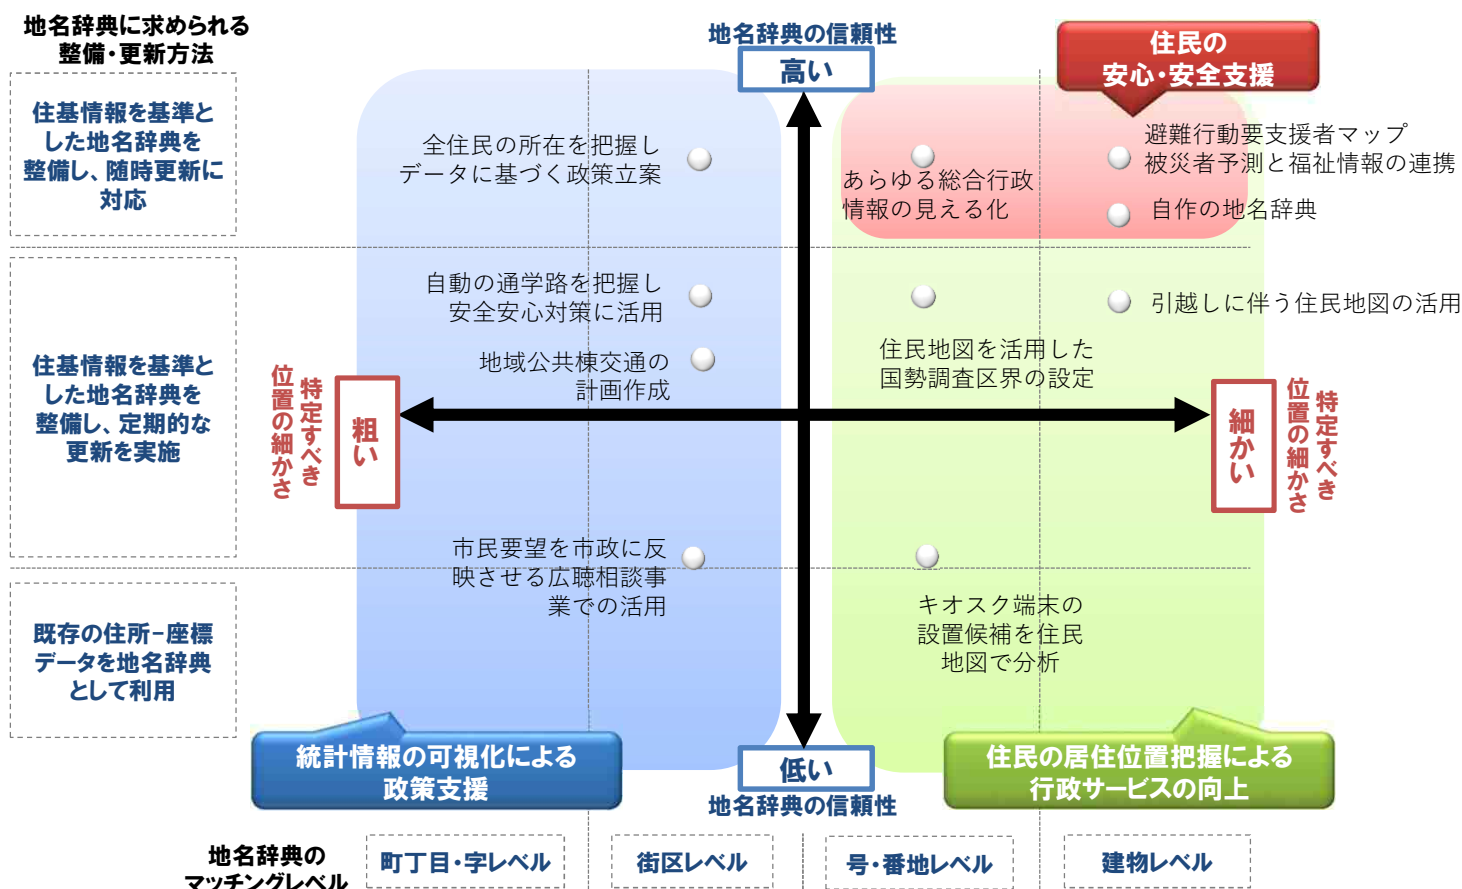 地名辞典に求められる
整備・更新方法
地名辞典の信頼性
高い
住民の
安心・安全支援
住基情報を基準と
した地名辞典を
整備し、随時更新に
対応
全住民の所在を把握し
データに基づく政策立案
あらゆる総合行政
情報の見える化
避難行動要支援者マップ
被災者予測と福祉情報の連携
自作の地名辞典
住基情報を基準と
した地名辞典を
整備し、定期的な
更新を実施
自動の通学路を把握し
安全安心対策に活用
地域公共棟交通の
計画作成
住民地図を活用した
国勢調査区界の設定
引越しに伴う住民地図の活用
特定すべき
位置の細かさ
粗い
細かい
特定すべき
位置の細かさ
市民要望を市政に反
映させる広聴相談事
業での活用
キオスク端末の
設置候補を住民
地図で分析
既存の住所-座標
データを地名辞典
として利用
統計情報の可視化による
政策支援
低い
地名辞典の信頼性
住民の居住位置把握による
行政サービスの向上
地名辞典の
マッチングレベル
町丁目・字レベル
街区レベル
号・番地レベル
建物レベル